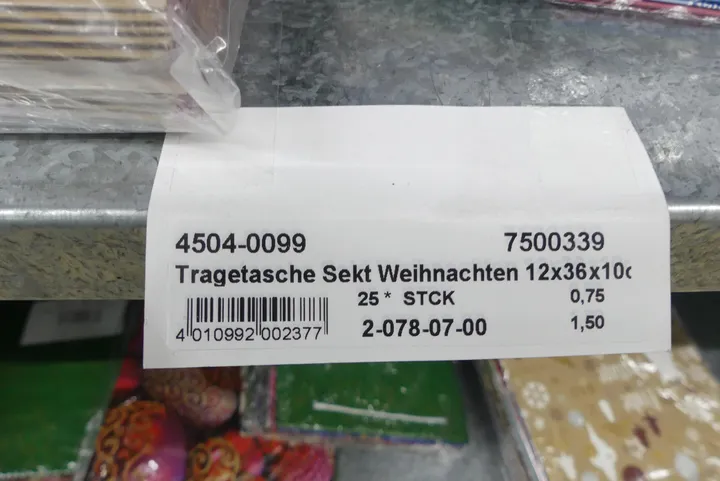 4504-0099 7500339
Tragetasche Sekt Weihnachten 12x36x10c
25 * STCK 0,75
4 010992 002377 2-078-07-00 1,50